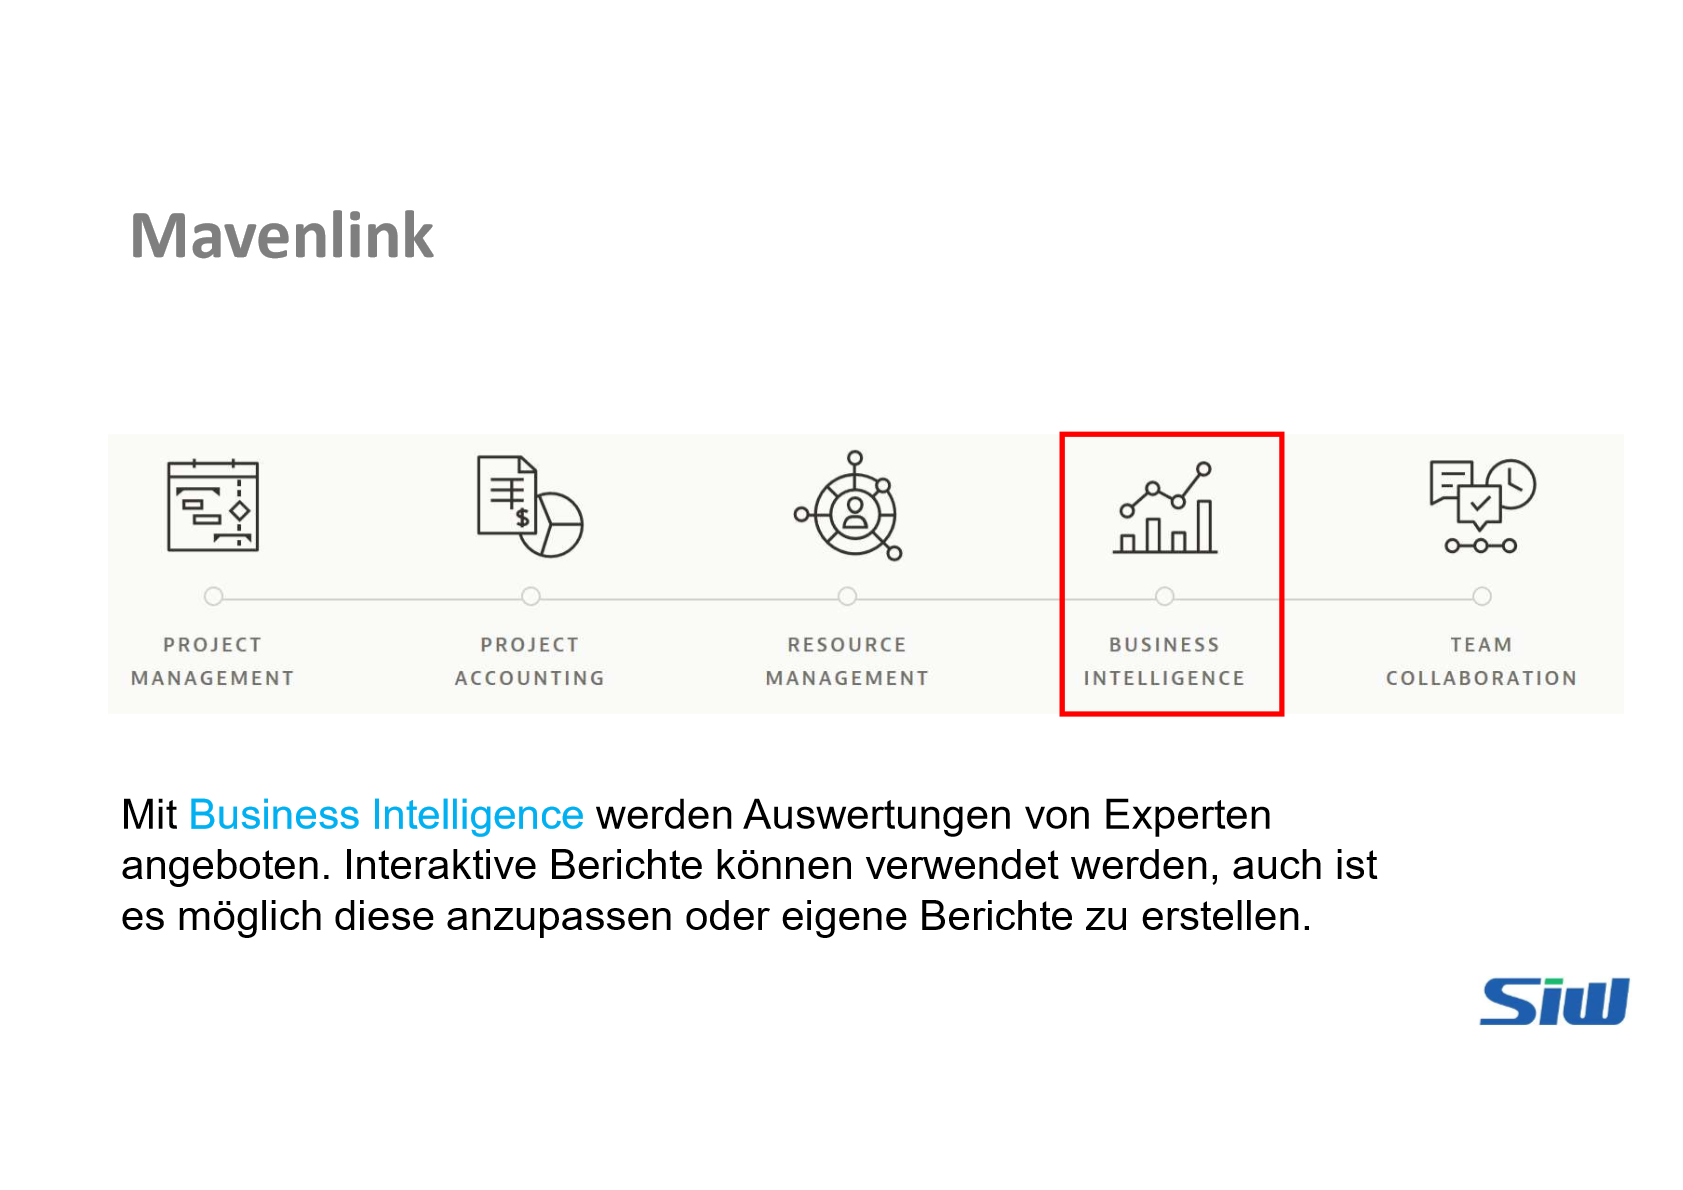 Mavenlink
PROJECT
MANAGEMENT
PROJECT
ACCOUNTING
RESOURCE
MANAGEMENT
BUSINESS
INTELLIGENCE
TEAM
COLLABORATION
$
Mit Business Intelligence werden Auswertungen von Experten
angeboten. Interaktive Berichte können verwendet werden, auch ist
es möglich diese anzupassen oder eigene Berichte zu erstellen.
Siw